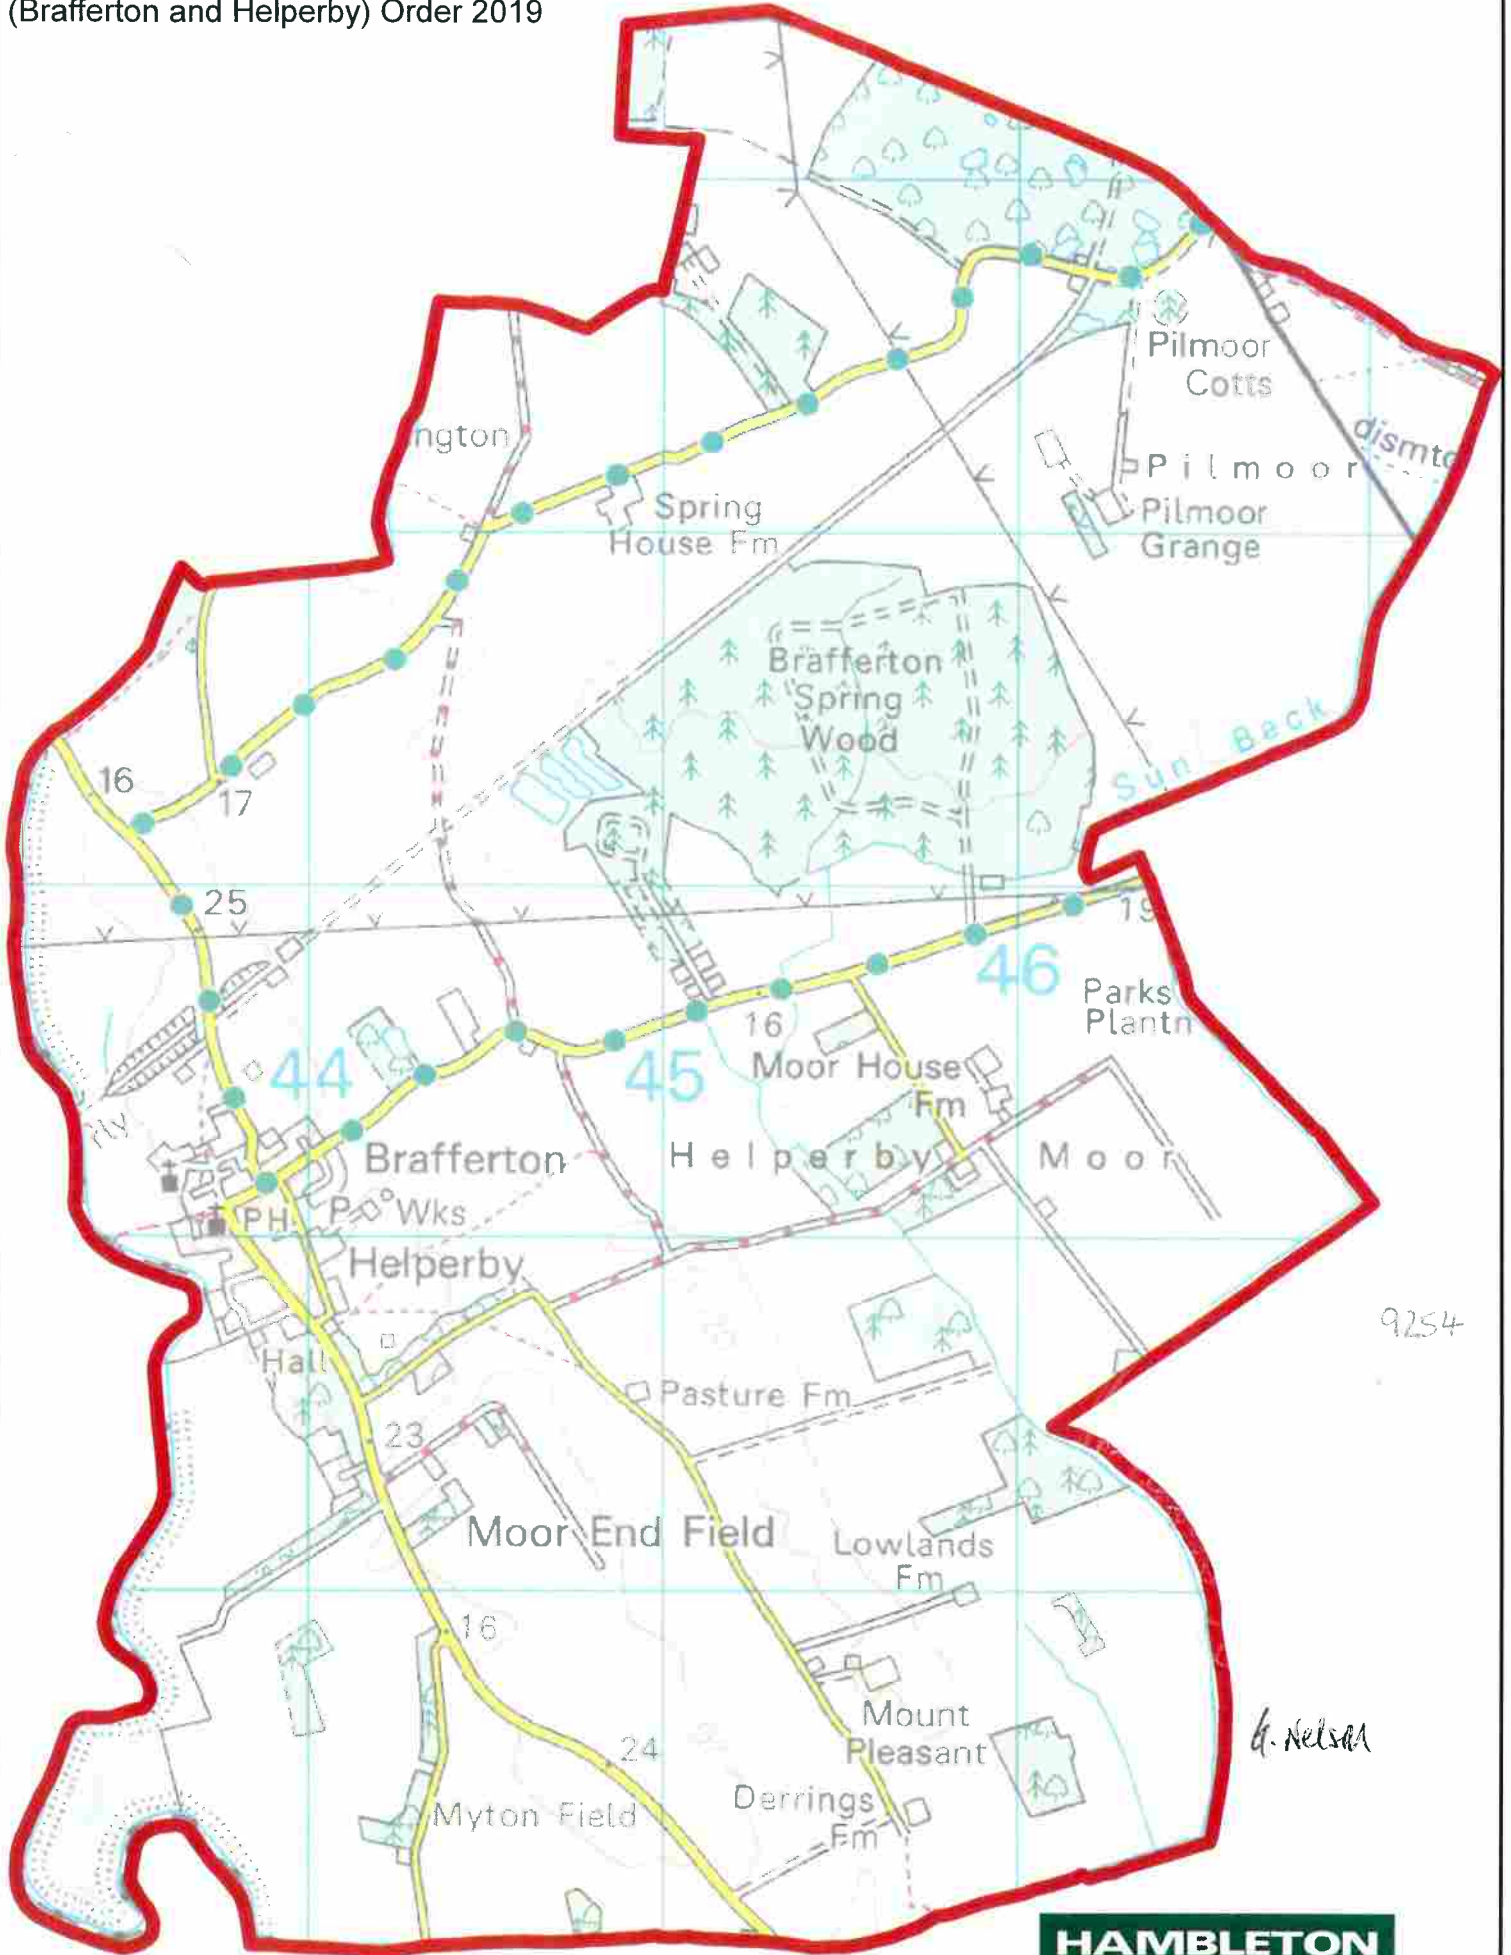 (Brafferton and Helperby) Order 2019
Pilmoor
Cotts
ngton
dismtd
Pilmoor
Spring
House Fm
Pilmoor
Grange
Brafferton
Spring
Wood
Sun Beck
16
17
25
19
46
Parks
Plantn
16
44
45
Moor House
Fm
rly
Brafferton
Helperby Moor
PH
Wks
Helperby
9254
Hall
Pasture Fm
23
Moor End Field
Lowlands
Fm
16
Mount
Pleasant
G. Nelson
24
Derrings
Fm
Myton Field
HAMBLETON